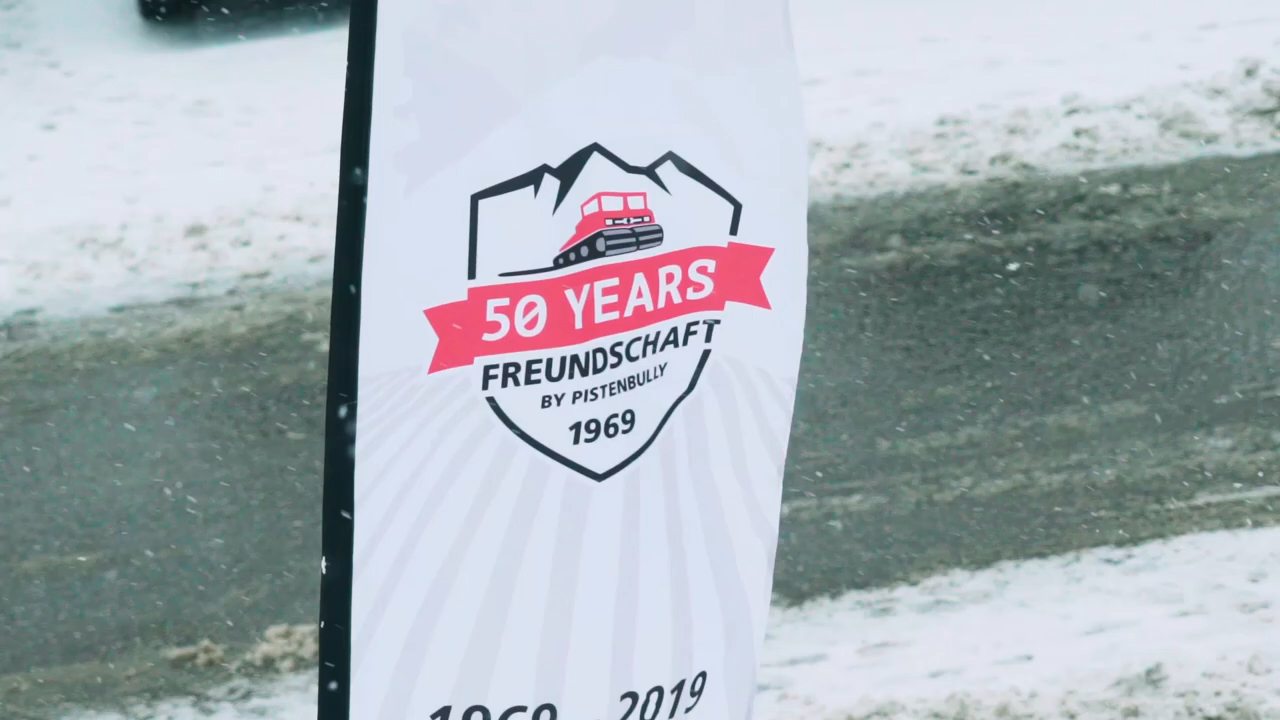 50 YEARS
FREUNDSCHAFT
BY PISTENBULLY
1969
1969 2019